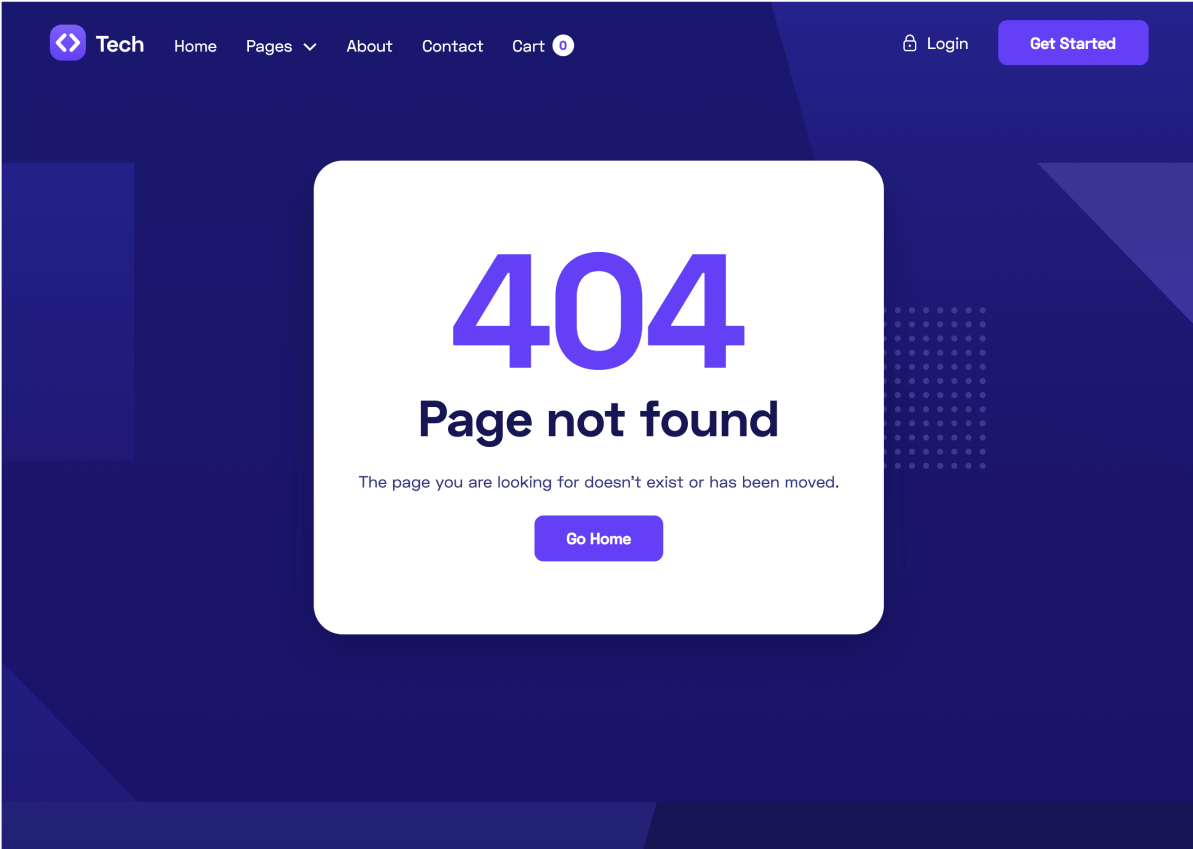 Tech Home Pages About Contact Cart 0 Login Get Started
404
Page not found
The page you are looking for doesn't exist or has been moved.
Go Home